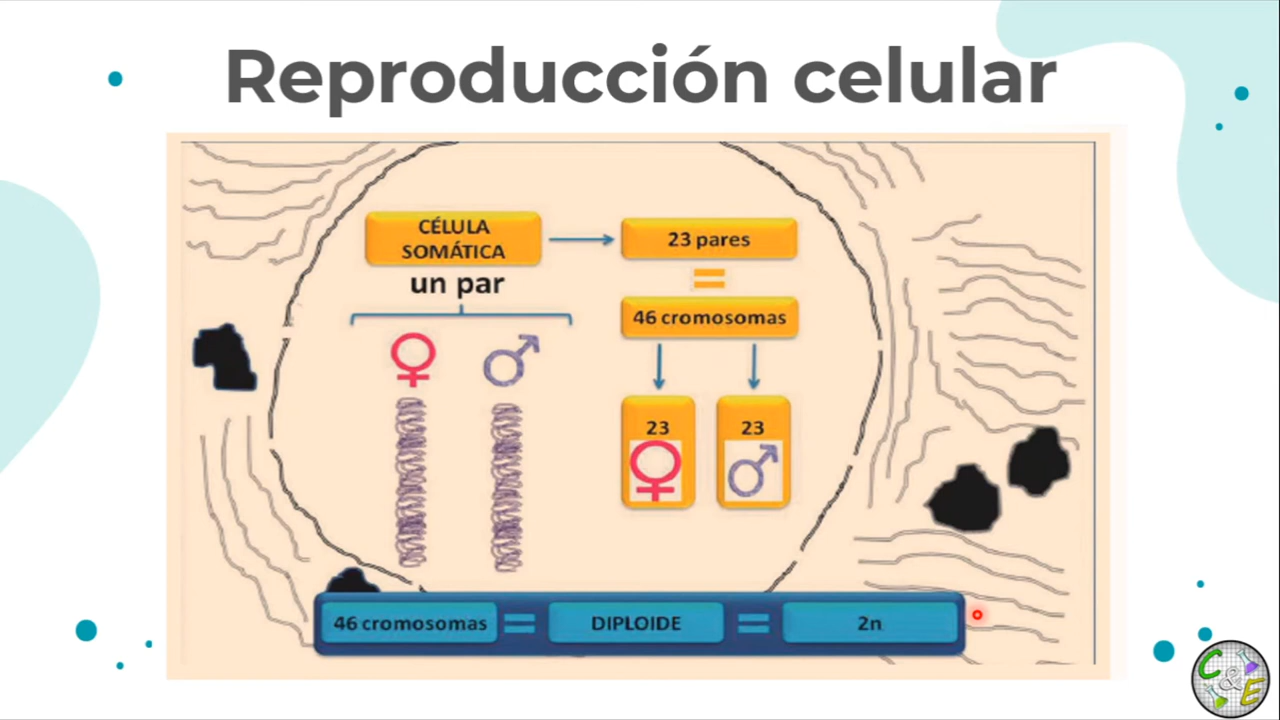 Reproducción celular
CÉLULA
SOMÁTICA
un par
23 pares
=
46 cromosomas
23
23
46 cromosomas = DIPLOIDE = 2n
C & E